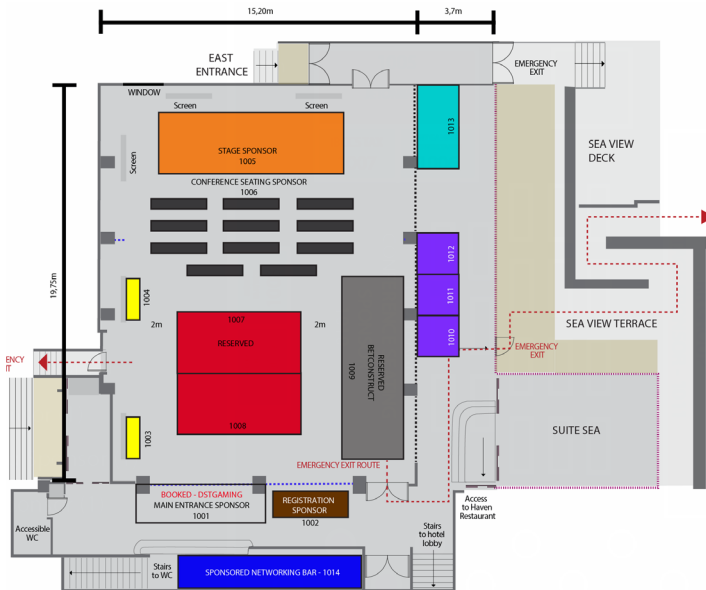 15,20m
3,7m
EAST
ENTRANCE
EMERGENCY
EXIT
WINDOW
Screen
Screen
Screen
STAGE SPONSOR
1005
1013
SEA VIEW
DECK
CONFERENCE SEATING SPONSOR
1006
19,75m
1012
1011
1010
1004
2m
1007
2m
RESERVED
1008
RESERVED
BETCONSTRUCT
1009
SEA VIEW TERRACE
EMERGENCY
EXIT
1003
SUITE SEA
EMERGENCY EXIT ROUTE
BOOKED - DSTGAMING
MAIN ENTRANCE SPONSOR
1001
REGISTRATION
SPONSOR
1002
Access
to Haven
Restaurant
Accessible
WC
Stairs
to hotel
lobby
Stairs
to WC
SPONSORED NETWORKING BAR - 1014